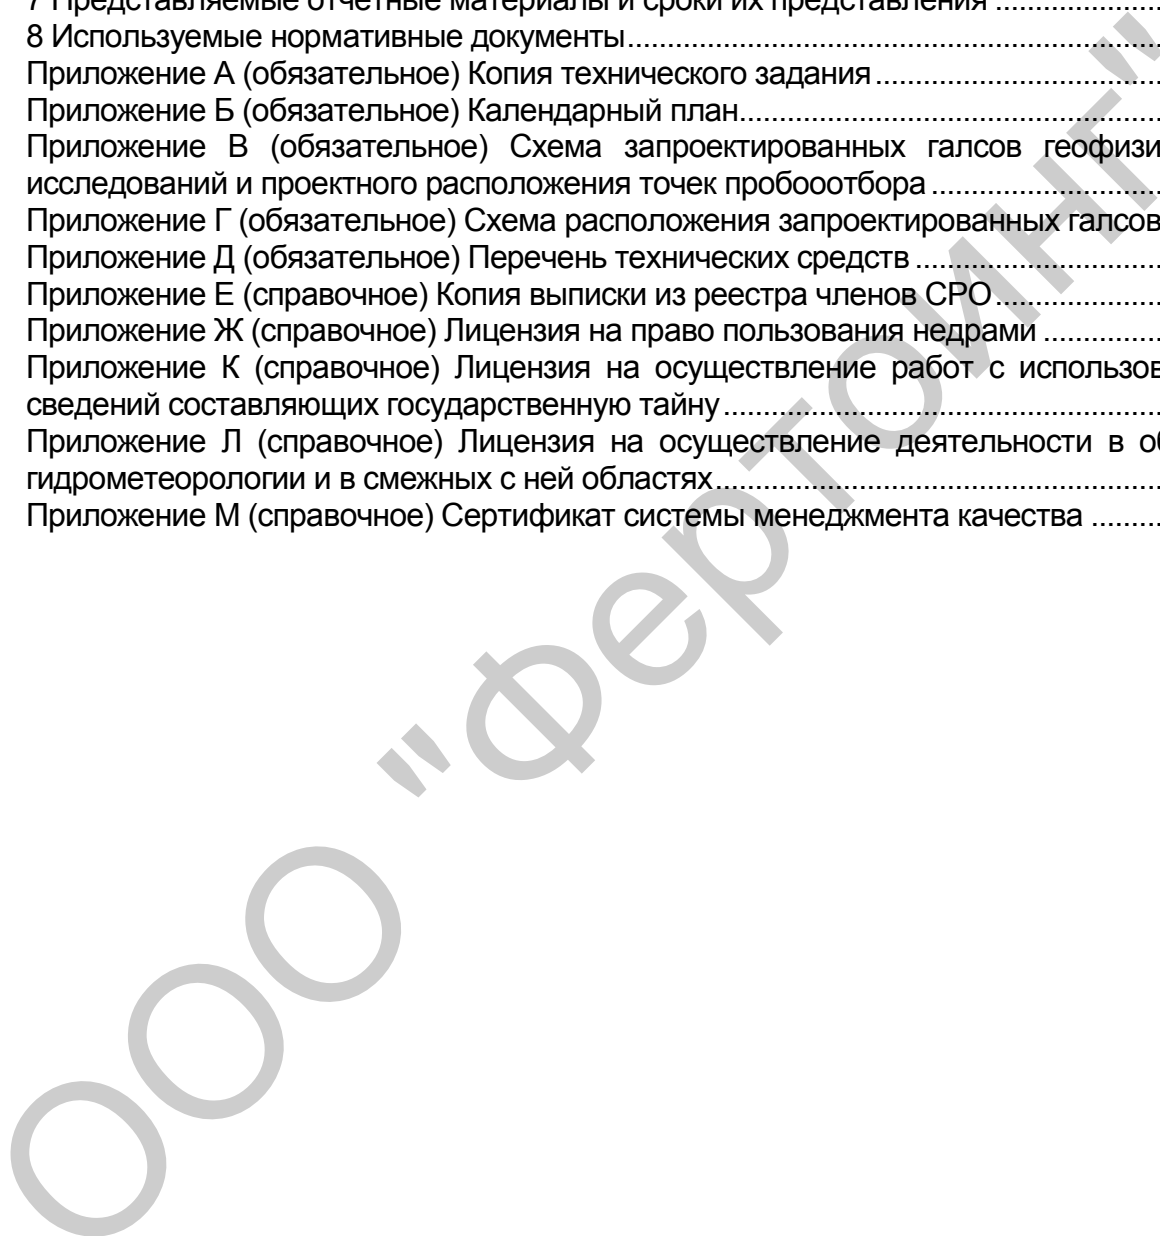 7 Представляемые отчетные материалы и сроки их представления ................
8 Используемые нормативные документы................................................................
Приложение А (обязательное) Копия технического задания................................
Приложение Б (обязательное) Календарный план................................................
Приложение В (обязательное) Схема запроектированных галсов геофизи
исследований и проектного расположения точек пробооотбора..........................
Приложение Г (обязательное) Схема расположения запроектированных галсов
Приложение Д (обязательное) Перечень технических средств............................
Приложение Е (справочное) Копия выписки из реестра членов СРО....................
Приложение Ж (справочное) Лицензия на право пользования недрами ..............
Приложение К (справочное) Лицензия на осуществление работ с использов
сведений составляющих государственную тайну....................................................
Приложение Л (справочное) Лицензия на осуществление деятельности в об
гидрометеорологии и в смежных с ней областях....................................................
Приложение М (справочное) Сертификат системы менеджмента качества .........
ООО "Фертоинг"